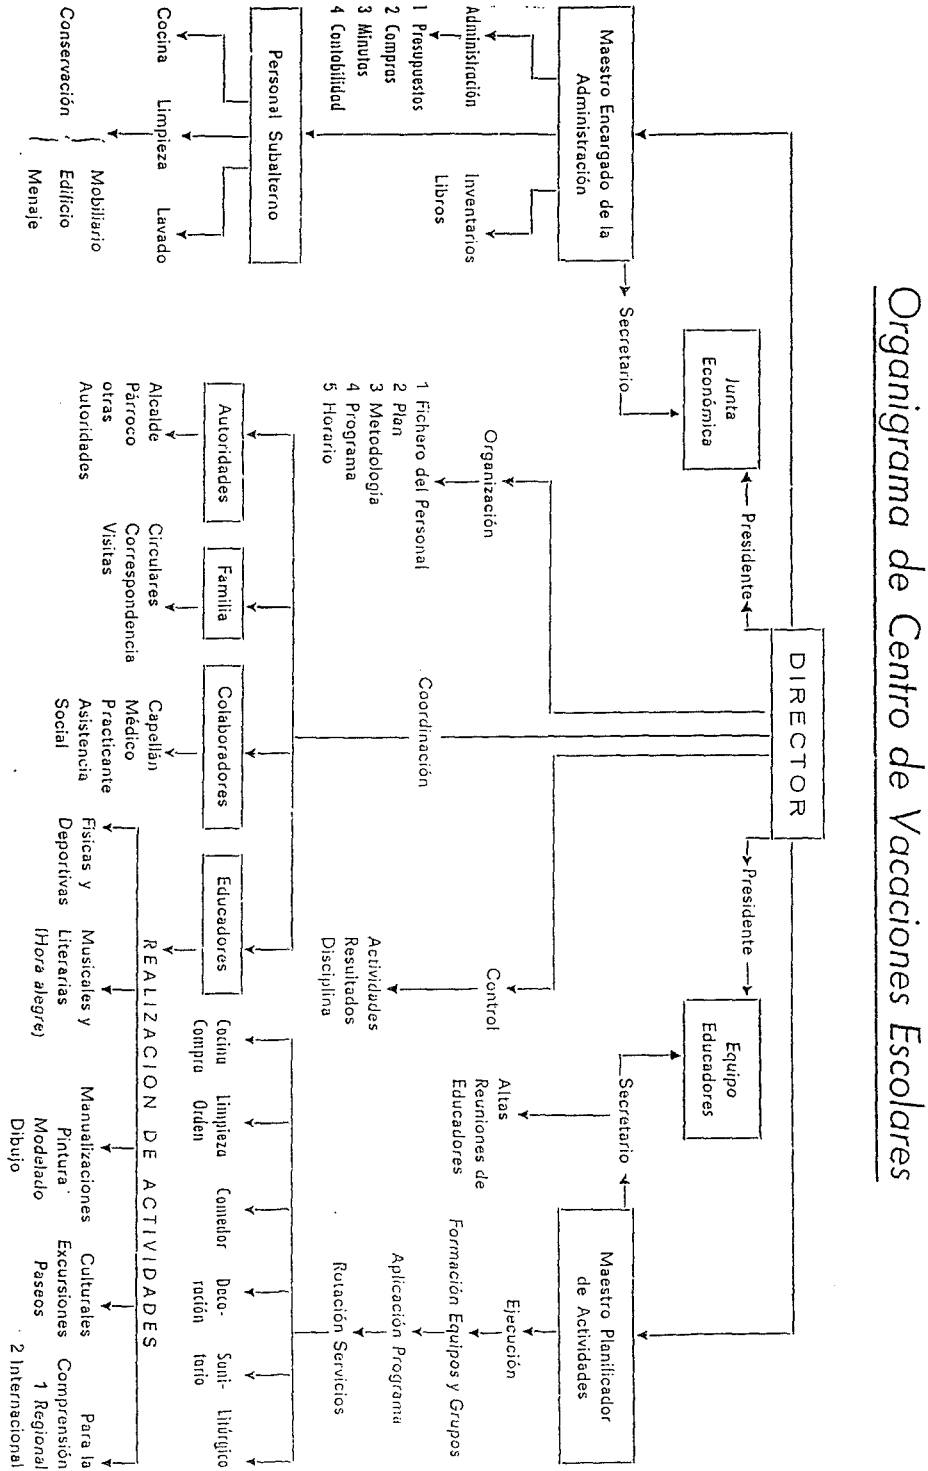 Organigrama de Centro de Vacaciones Escolares
DIRECTOR
Presidente
Presidente
Junta
Económica
Equipo
Educadores
Secretario
Secretario
Maestro Encargado de la
Administración
Maestro Planificador
de Actividades
Administración
1 Presupuestos
2 Compras
3 Minutas
4 Contabilidad
Inventarios
Libros
Organización
1 Fichero del Personal
2 Plan
3 Metodología
4 Programa
5 Horario
Coordinación
Control
Actividades
Resultados
Disciplina
Altas
Reuniones de
Educadores
Ejecución
Formación Equipos y Grupos
Aplicación Programa
Rotación Servicios
Personal Subalterno
Cocina
Limpieza
Lavado
Conservación
Mobiliario
Edificio
Menaje
Autoridades
Alcalde
Párroco
otras
Autoridades
Familia
Circulares
Correspondencia
Visitas
Colaboradores
Capellán
Médico
Practicante
Asistencia
Social
Educadores
Cocina
Compra
Limpieza
Orden
Comedor
Deco-
ración
Sani-
tario
Litúrgico
REALIZACION DE ACTIVIDADES
Físicas y
Deportivas
Musicales y
Literarias
(Hora alegre)
Manualizaciones
Pintura
Modelado
Dibujo
Culturales
Excursiones
Paseos
Para la
Comprensión
1 Regional
2 Internacional